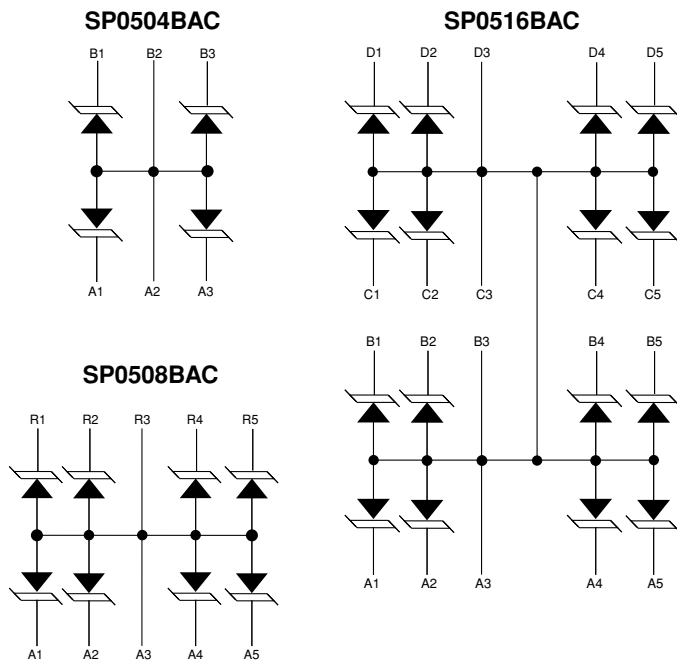 SP0504BAC
B1 B2 B3
A1 A2 A3
SP0516BAC
D1 D2 D3 D4 D5
C1 C2 C3 C4 C5
B1 B2 B3 B4 B5
A1 A2 A3 A4 A5
SP0508BAC
R1 R2 R3 R4 R5
A1 A2 A3 A4 A5